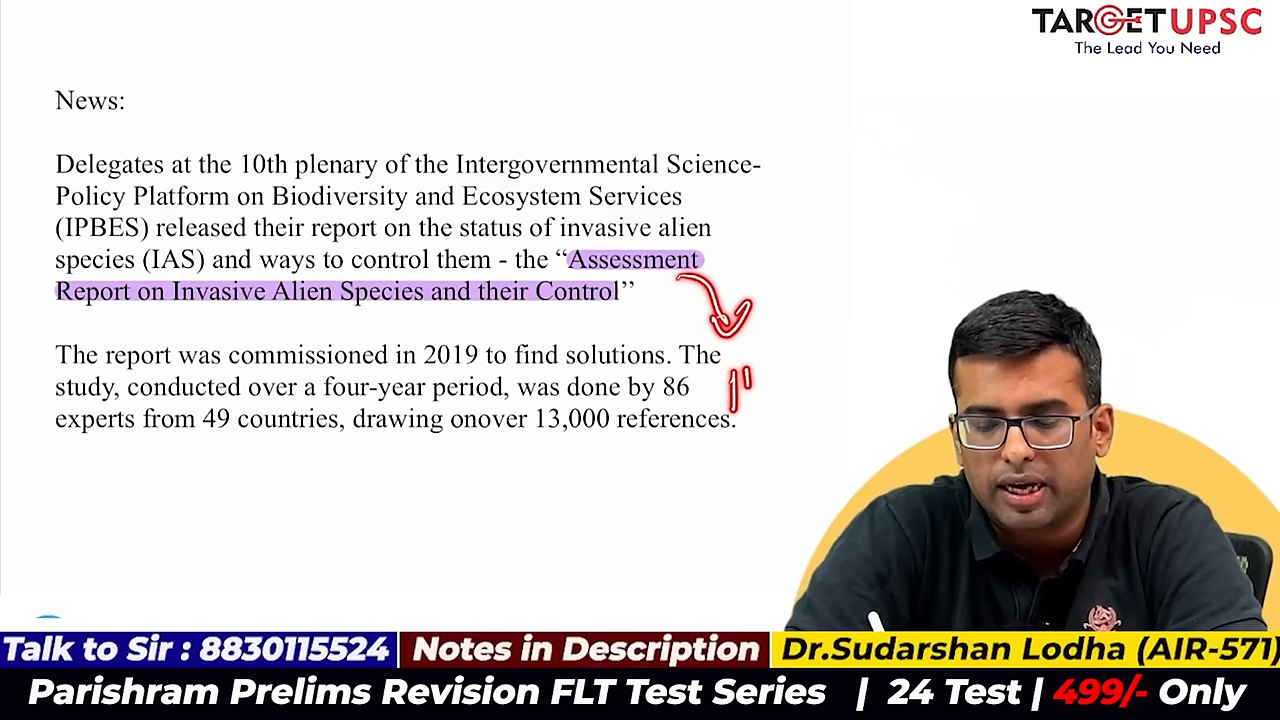 TARGET UPSC
The Lead You Need
News:
Delegates at the 10th plenary of the Intergovernmental Science-
Policy Platform on Biodiversity and Ecosystem Services
(IPBES) released their report on the status of invasive alien
species (IAS) and ways to control them - the “Assessment
Report on Invasive Alien Species and their Control’’
The report was commissioned in 2019 to find solutions. The
study, conducted over a four-year period, was done by 86
experts from 49 countries, drawing onover 13,000 references.
Talk to Sir : 8830115524 Notes in Description Dr.Sudarshan Lodha (AIR-571)
Parishram Prelims Revision FLT Test Series | 24 Test | 499/- Only